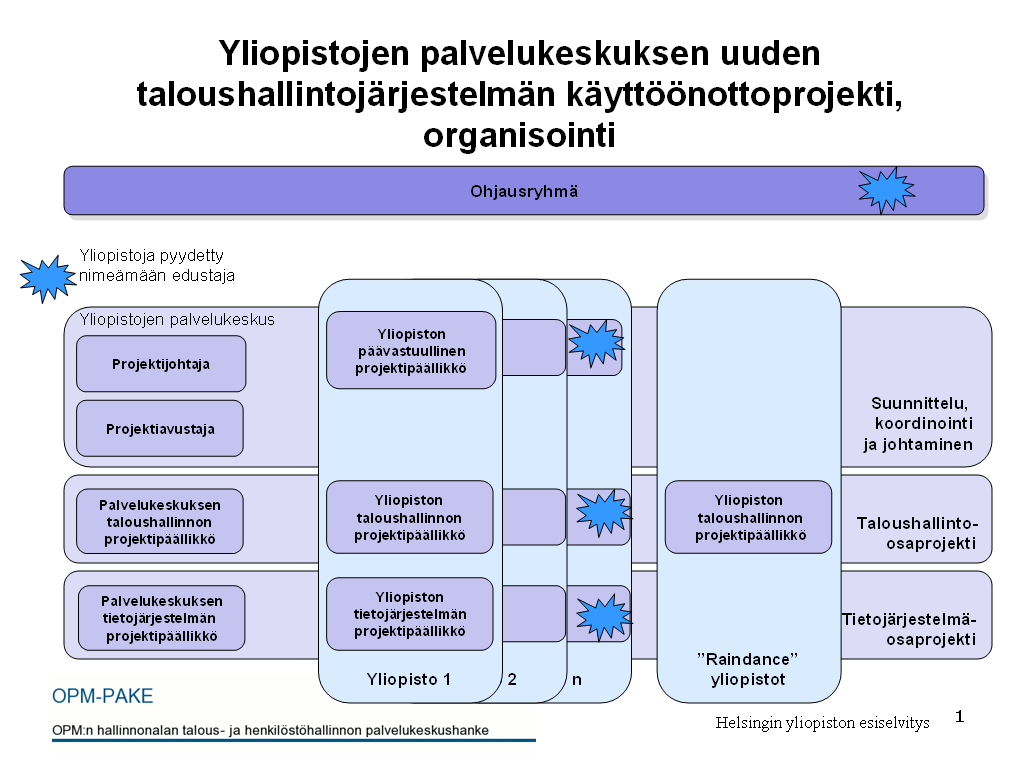 Yliopistojen palvelukeskuksen uuden
taloushallintojärjestelmän käyttöönottoprojekti,
organisointi
Ohjausryhmä
Yliopistoja pyydetty
nimeämään edustaja
Yliopistojen palvelukeskus
Projektijohtaja
Projektiavustaja
Yliopiston
päävastuullinen
projektipäällikkö
Suunnittelu,
koordinointi
ja johtaminen
Palvelukeskuksen
taloushallinnon
projektipäällikkö
Yliopiston
taloushallinnon
projektipäällikkö
Yliopiston
taloushallinnon
projektipäällikkö
Taloushallinto-
osaprojekti
Palvelukeskuksen
tietojärjestelmän
projektipäällikkö
Yliopiston
tietojärjestelmän
projektipäällikkö
Tietojärjestelmä-
osaprojekti
Yliopisto 1
2
n
”Raindance”
yliopistot
OPM-PAKE
OPM:n hallinnonalan talous- ja henkilöstöhallinnon palvelukeskushanke
Helsingin yliopiston esiselvitys
1